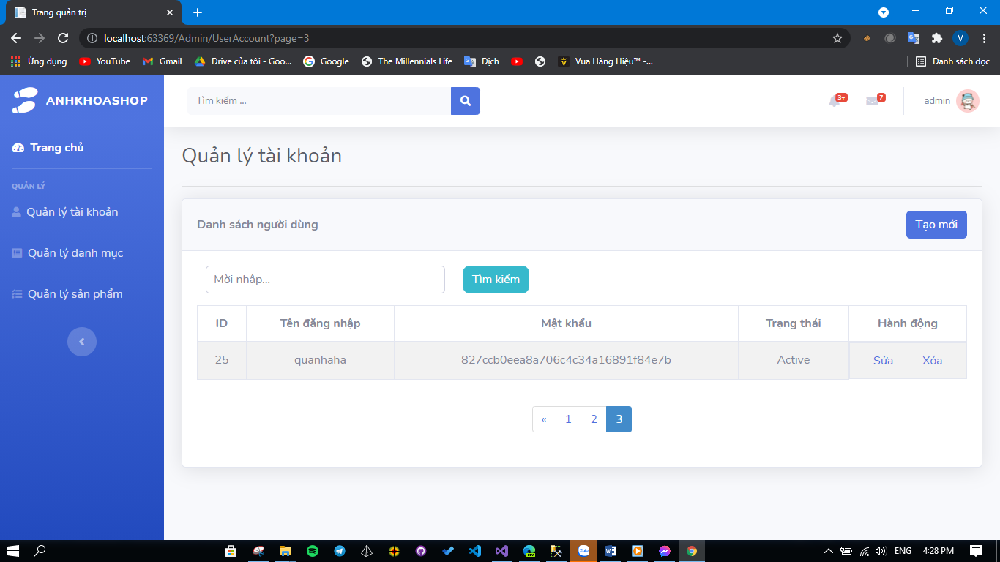 Trang quản trị
localhost:63369/Admin/UserAccount?page=3
V
Ứng dụng YouTube Gmail Drive của tôi - Goo... Google The Millennials Life Dịch Vua Hàng Hiệu™ -... Danh sách đọc
ANHKHOASHOP
Tìm kiếm ...
3+ 7 admin
Trang chủ
Quản lý tài khoản
QUẢN LÝ
Quản lý tài khoản
Quản lý danh mục
Quản lý sản phẩm
Danh sách người dùng Tạo mới
Mời nhập... Tìm kiếm
ID Tên đăng nhập Mật khẩu Trạng thái Hành động
25 quanhaha 827ccb0eea8a706c4c34a16891f84e7b Active Sửa Xóa
« 1 2 3
ENG 4:28 PM